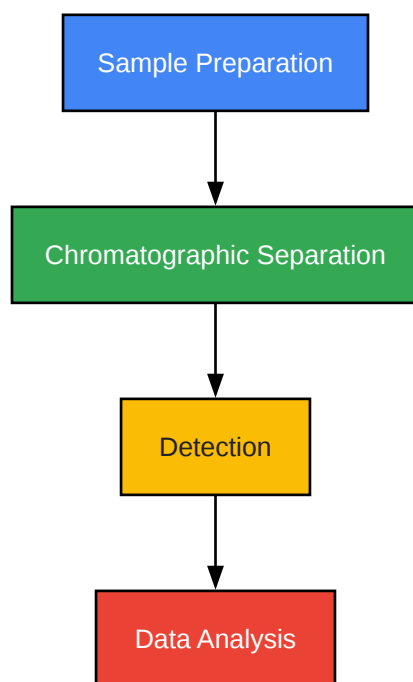 Sample Preparation
Chromatographic Separation
Detection
Data Analysis